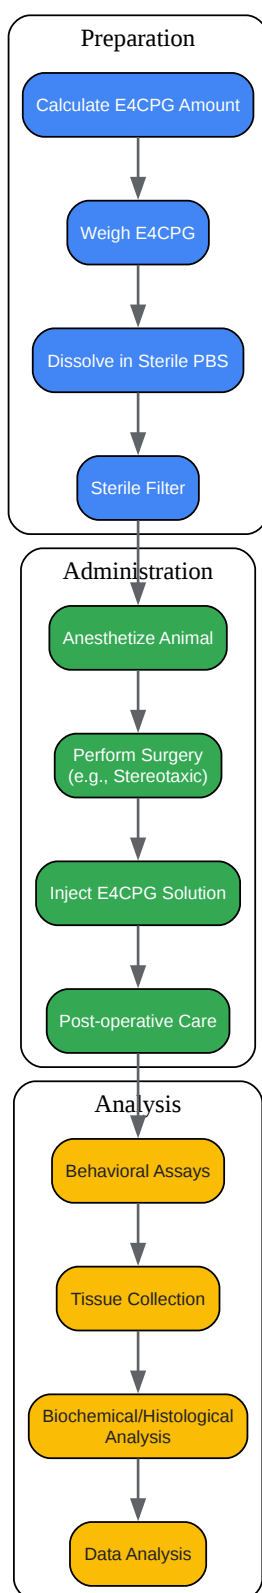 Preparation
Calculate E4CPG Amount
Weigh E4CPG
Dissolve in Sterile PBS
Sterile Filter
Administration
Anesthetize Animal
Perform Surgery
(e.g., Stereotaxic)
Inject E4CPG Solution
Post-operative Care
Analysis
Behavioral Assays
Tissue Collection
Biochemical/Histological
Analysis
Data Analysis